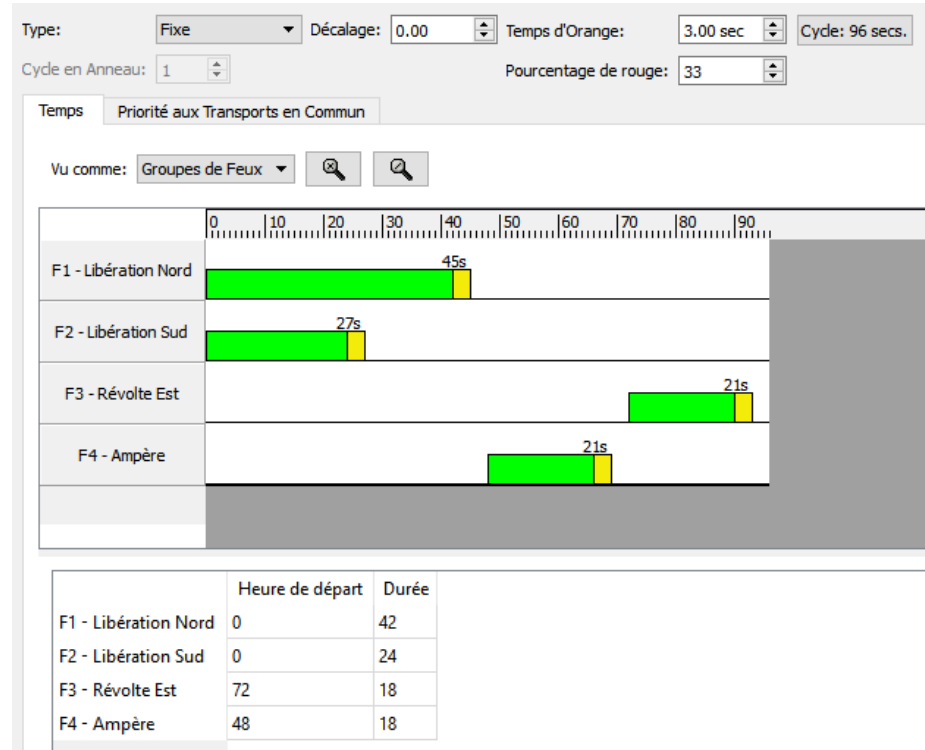 Type: Fixe Décalage: 0.00 Temps d'Orange: 3.00 sec Cycle: 96 secs.
Cycle en Anneau: 1 Pourcentage de rouge: 33
Temps Priorité aux Transports en Commun
Vu comme: Groupes de Feux
0 10 20 30 40 50 60 70 80 90
F1 - Libération Nord 45s
F2 - Libération Sud 27s
F3 - Révolte Est 21s
F4 - Ampère 21s
Heure de départ Durée
F1 - Libération Nord 0 42
F2 - Libération Sud 0 24
F3 - Révolte Est 72 18
F4 - Ampère 48 18